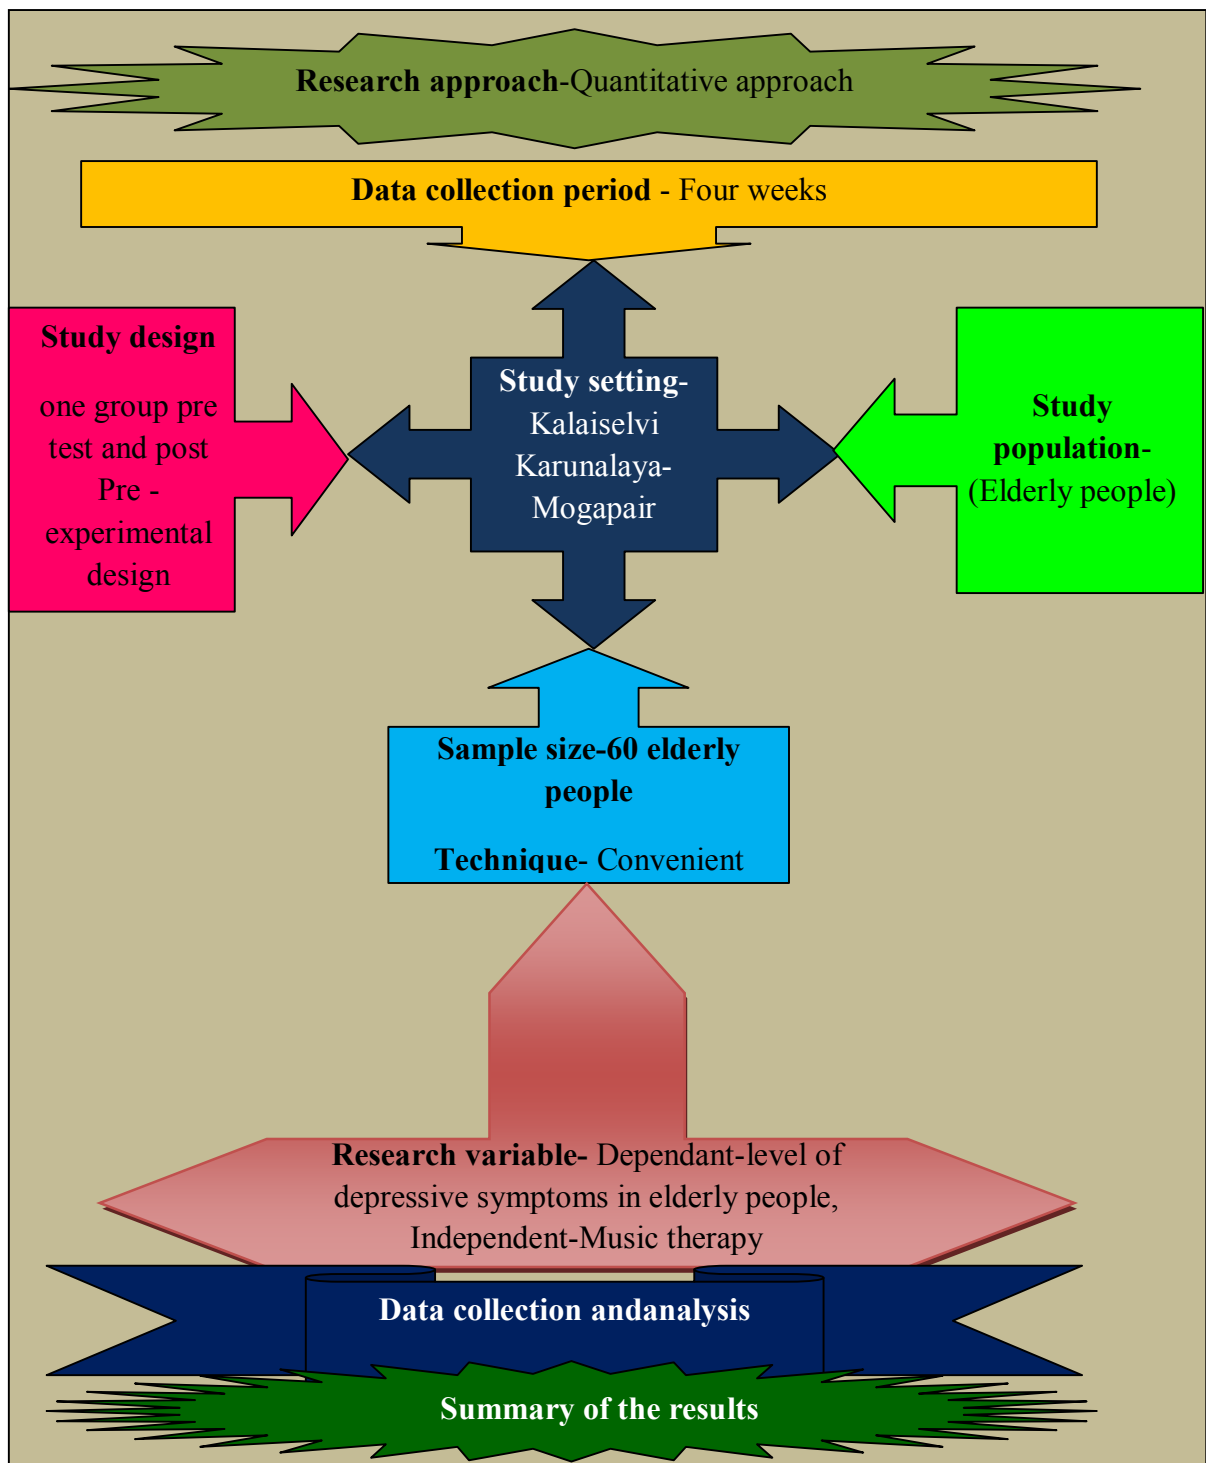 Research approach-Quantitative approach
Data collection period - Four weeks
Study design
one group pre
test and post
Pre -
experimental
design
Study setting-
Kalaiselvi
Karunalaya-
Mogapair
Study
population-
(Elderly people)
Sample size-60 elderly
people
Technique- Convenient
Research variable- Dependant-level of
depressive symptoms in elderly people,
Independent-Music therapy
Data collection andanalysis
Summary of the results